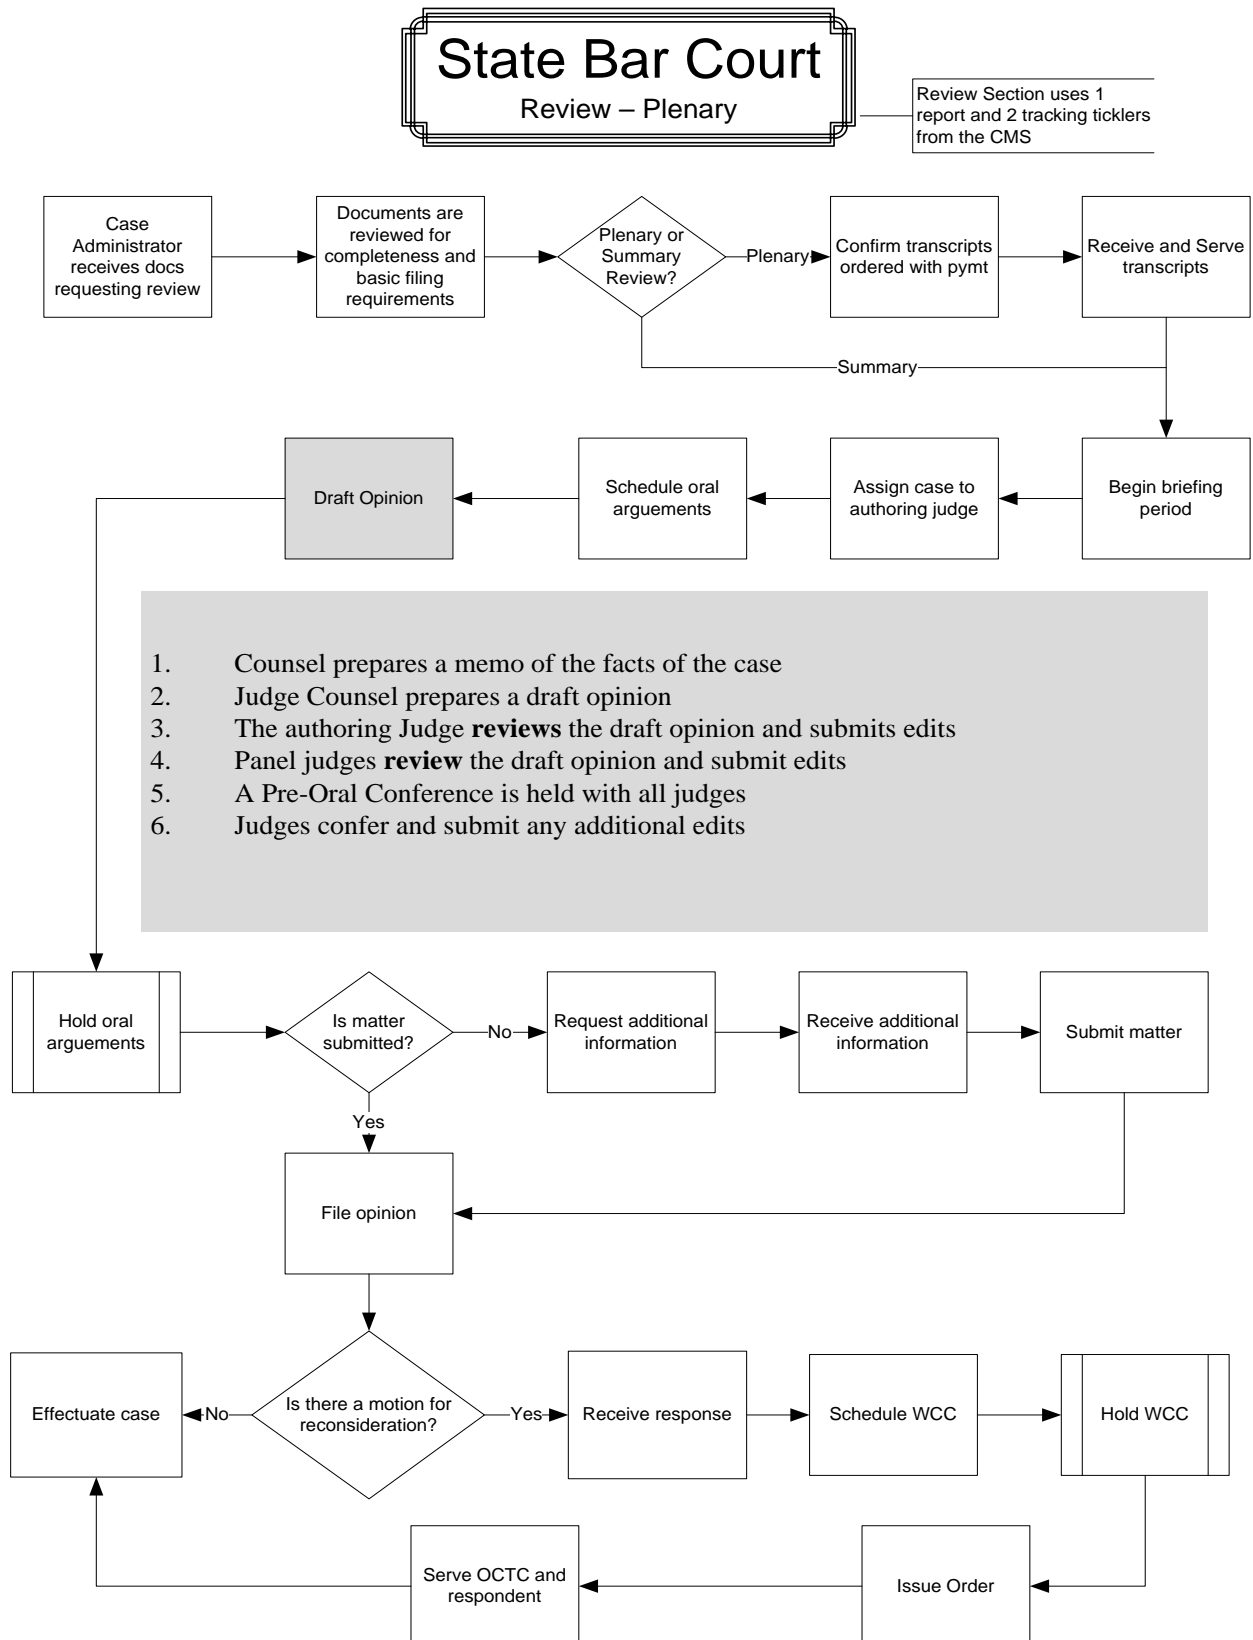 State Bar Court
Review – Plenary
Review Section uses 1
report and 2 tracking ticklers
from the CMS
Case
Administrator
receives docs
requesting review
Documents are
reviewed for
completeness and
basic filing
requirements
Plenary or
Summary
Review?
Plenary
Confirm transcripts
ordered with pymt
Receive and Serve
transcripts
Summary
Draft Opinion
Schedule oral
arguements
Assign case to
authoring judge
Begin briefing
period
1. Counsel prepares a memo of the facts of the case
2. Judge Counsel prepares a draft opinion
3. The authoring Judge reviews the draft opinion and submits edits
4. Panel judges review the draft opinion and submit edits
5. A Pre-Oral Conference is held with all judges
6. Judges confer and submit any additional edits
Hold oral
arguements
Is matter
submitted?
No
Request additional
information
Receive additional
information
Submit matter
Yes
File opinion
Effectuate case
No
Is there a motion for
reconsideration?
Yes
Receive response
Schedule WCC
Hold WCC
Serve OCTC and
respondent
Issue Order